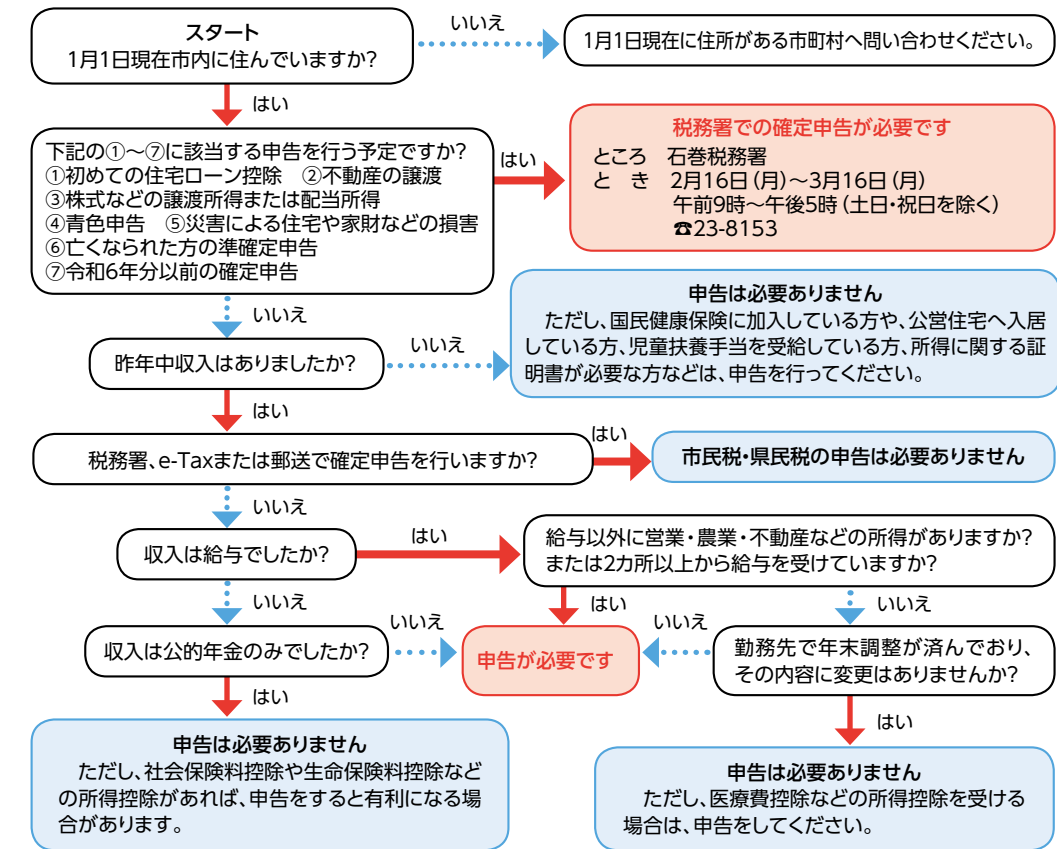 スタート
1月1日現在市内に住んでいますか?
いいえ
1月1日現在に住所がある市町村へ問い合わせください。
はい
下記の①～⑦に該当する申告を行う予定ですか?
①初めての住宅ローン控除　②不動産の譲渡
③株式などの譲渡所得または配当所得
④青色申告　⑤災害による住宅や家財などの損害
⑥亡くなられた方の準確定申告
⑦令和6年分以前の確定申告
はい
税務署での確定申告が必要です
ところ　石巻税務署
と　き　2月16日(月)～3月16日(月)
午前9時～午後5時(土日・祝日を除く)
☎23-8153
いいえ
昨年中収入はありましたか?
いいえ
申告は必要ありません
ただし、国民健康保険に加入している方や、公営住宅へ入居
している方、児童扶養手当を受給している方、所得に関する証
明書が必要な方などは、申告を行ってください。
はい
税務署、e-Taxまたは郵送で確定申告を行いますか?
はい
市民税・県民税の申告は必要ありません
いいえ
収入は給与でしたか?
はい
給与以外に営業・農業・不動産などの所得がありますか?
または2カ所以上から給与を受けていますか?
いいえ
はい
いいえ
収入は公的年金のみでしたか?
いいえ
申告が必要です
いいえ
勤務先で年末調整が済んでおり、
その内容に変更はありませんか?
はい
はい
申告は必要ありません
ただし、社会保険料控除や生命保険料控除など
の所得控除があれば、申告をすると有利になる場
合があります。
申告は必要ありません
ただし、医療費控除などの所得控除を受ける
場合は、申告をしてください。